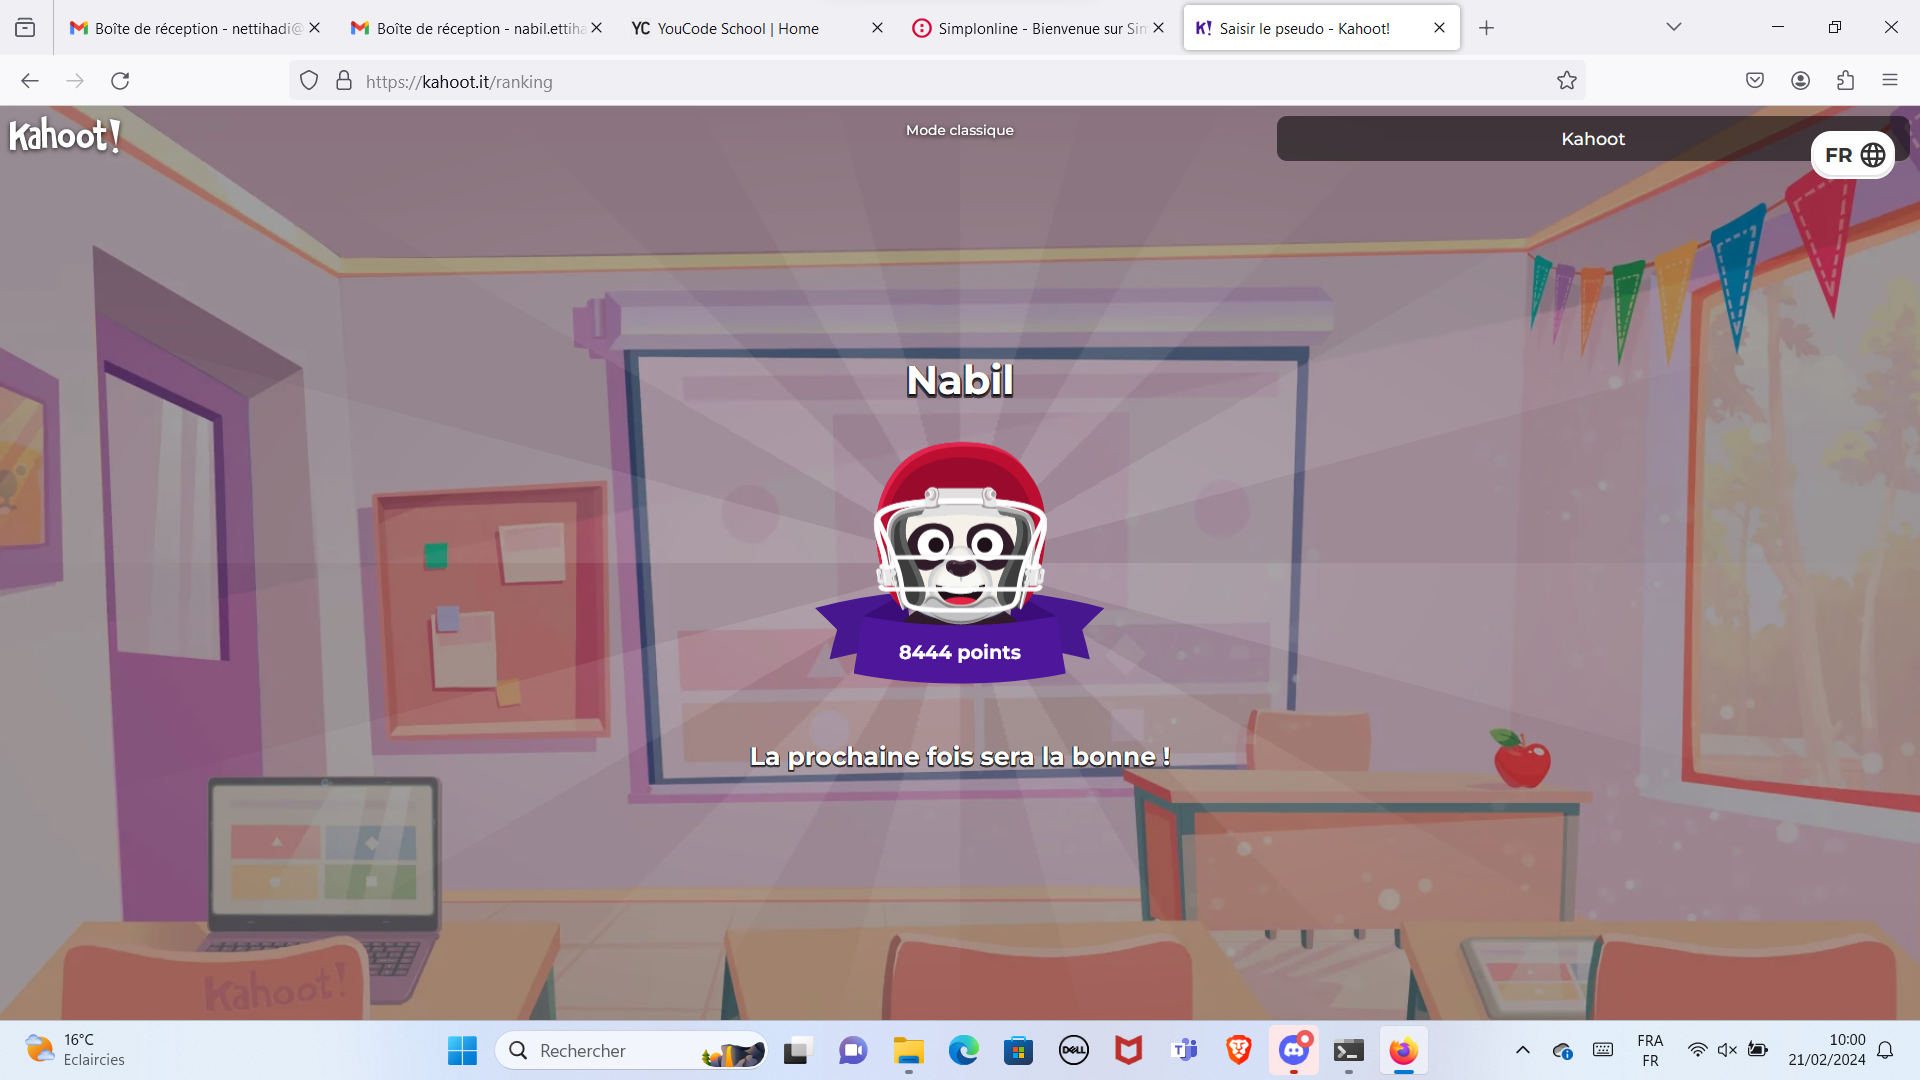 Boîte de réception - nettihadi@
Boîte de réception - nabil.ettiha
YC YouCode School | Home
Simplonline - Bienvenue sur Sim
K! Saisir le pseudo - Kahoot!
https://kahoot.it/ranking
Kahoot!
Mode classique
Kahoot
FR
Nabil
8444 points
La prochaine fois sera la bonne !
Kahoot!
16°C
Eclaircies
Rechercher
DELL
FRA
FR
10:00
21/02/2024